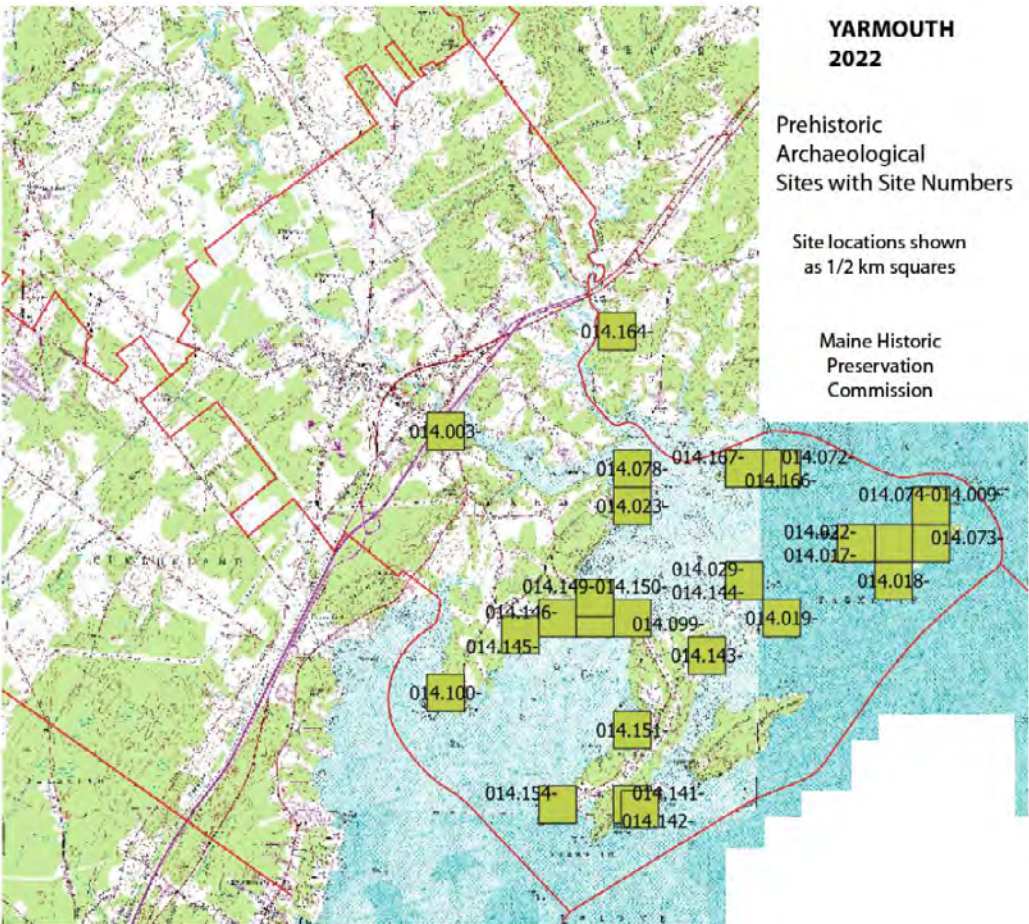 YARMOUTH
2022
Prehistoric
Archaeological
Sites with Site Numbers
Site locations shown
as 1/2 km squares
Maine Historic
Preservation
Commission
014.164-
014.003-
014.078-
014.167-
014.072-
014.166-
014.023-
014.074-014.009-
014.022-
014.073-
014.017-
014.029-
014.018-
014.149-014.150-
014.144-
014.146-
014.019-
014.099-
014.145-
014.143-
014.100-
014.151-
014.154-
014.141-
014.142-